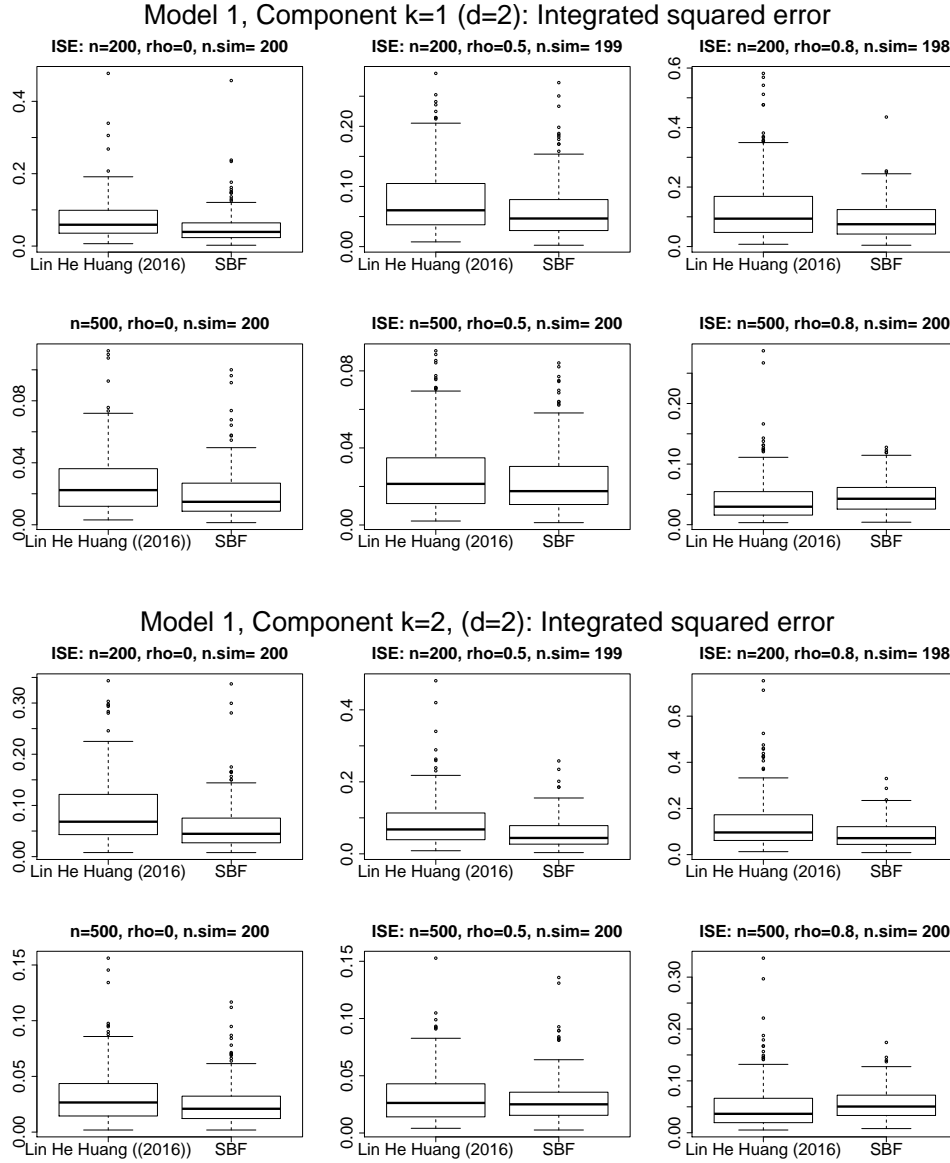 Model 1, Component k=1 (d=2): Integrated squared error
ISE: n=200, rho=0, n.sim= 200
ISE: n=200, rho=0.5, n.sim= 199
ISE: n=200, rho=0.8, n.sim= 198
0.0 0.2 0.4
0.00 0.10 0.20
0.0 0.2 0.4 0.6
Lin He Huang (2016) SBF
Lin He Huang (2016) SBF
Lin He Huang (2016) SBF
n=500, rho=0, n.sim= 200
ISE: n=500, rho=0.5, n.sim= 200
ISE: n=500, rho=0.8, n.sim= 200
0.00 0.04 0.08
0.00 0.04 0.08
0.00 0.10 0.20
Lin He Huang ((2016)) SBF
Lin He Huang (2016) SBF
Lin He Huang (2016) SBF
Model 1, Component k=2, (d=2): Integrated squared error
ISE: n=200, rho=0, n.sim= 200
ISE: n=200, rho=0.5, n.sim= 199
ISE: n=200, rho=0.8, n.sim= 198
0.00 0.10 0.20 0.30
0.0 0.2 0.4
0.0 0.2 0.4 0.6
Lin He Huang (2016) SBF
Lin He Huang (2016) SBF
Lin He Huang (2016) SBF
n=500, rho=0, n.sim= 200
ISE: n=500, rho=0.5, n.sim= 200
ISE: n=500, rho=0.8, n.sim= 200
0.00 0.05 0.10 0.15
0.00 0.05 0.10 0.15
0.00 0.10 0.20 0.30
Lin He Huang ((2016)) SBF
Lin He Huang (2016) SBF
Lin He Huang (2016) SBF